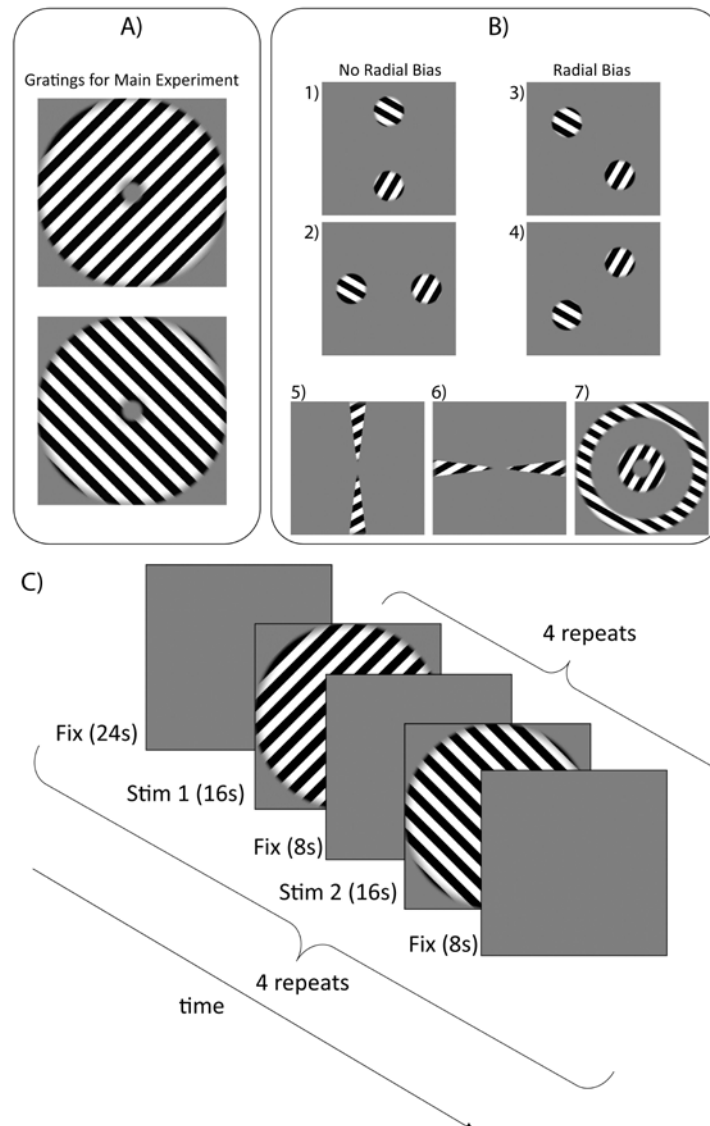 A)
Gratings for Main Experiment
B)
No Radial Bias
Radial Bias
1)
3)
2)
4)
5)
6)
7)
C)
4 repeats
Fix (24s)
Stim 1 (16s)
Fix (8s)
Stim 2 (16s)
Fix (8s)
4 repeats
time